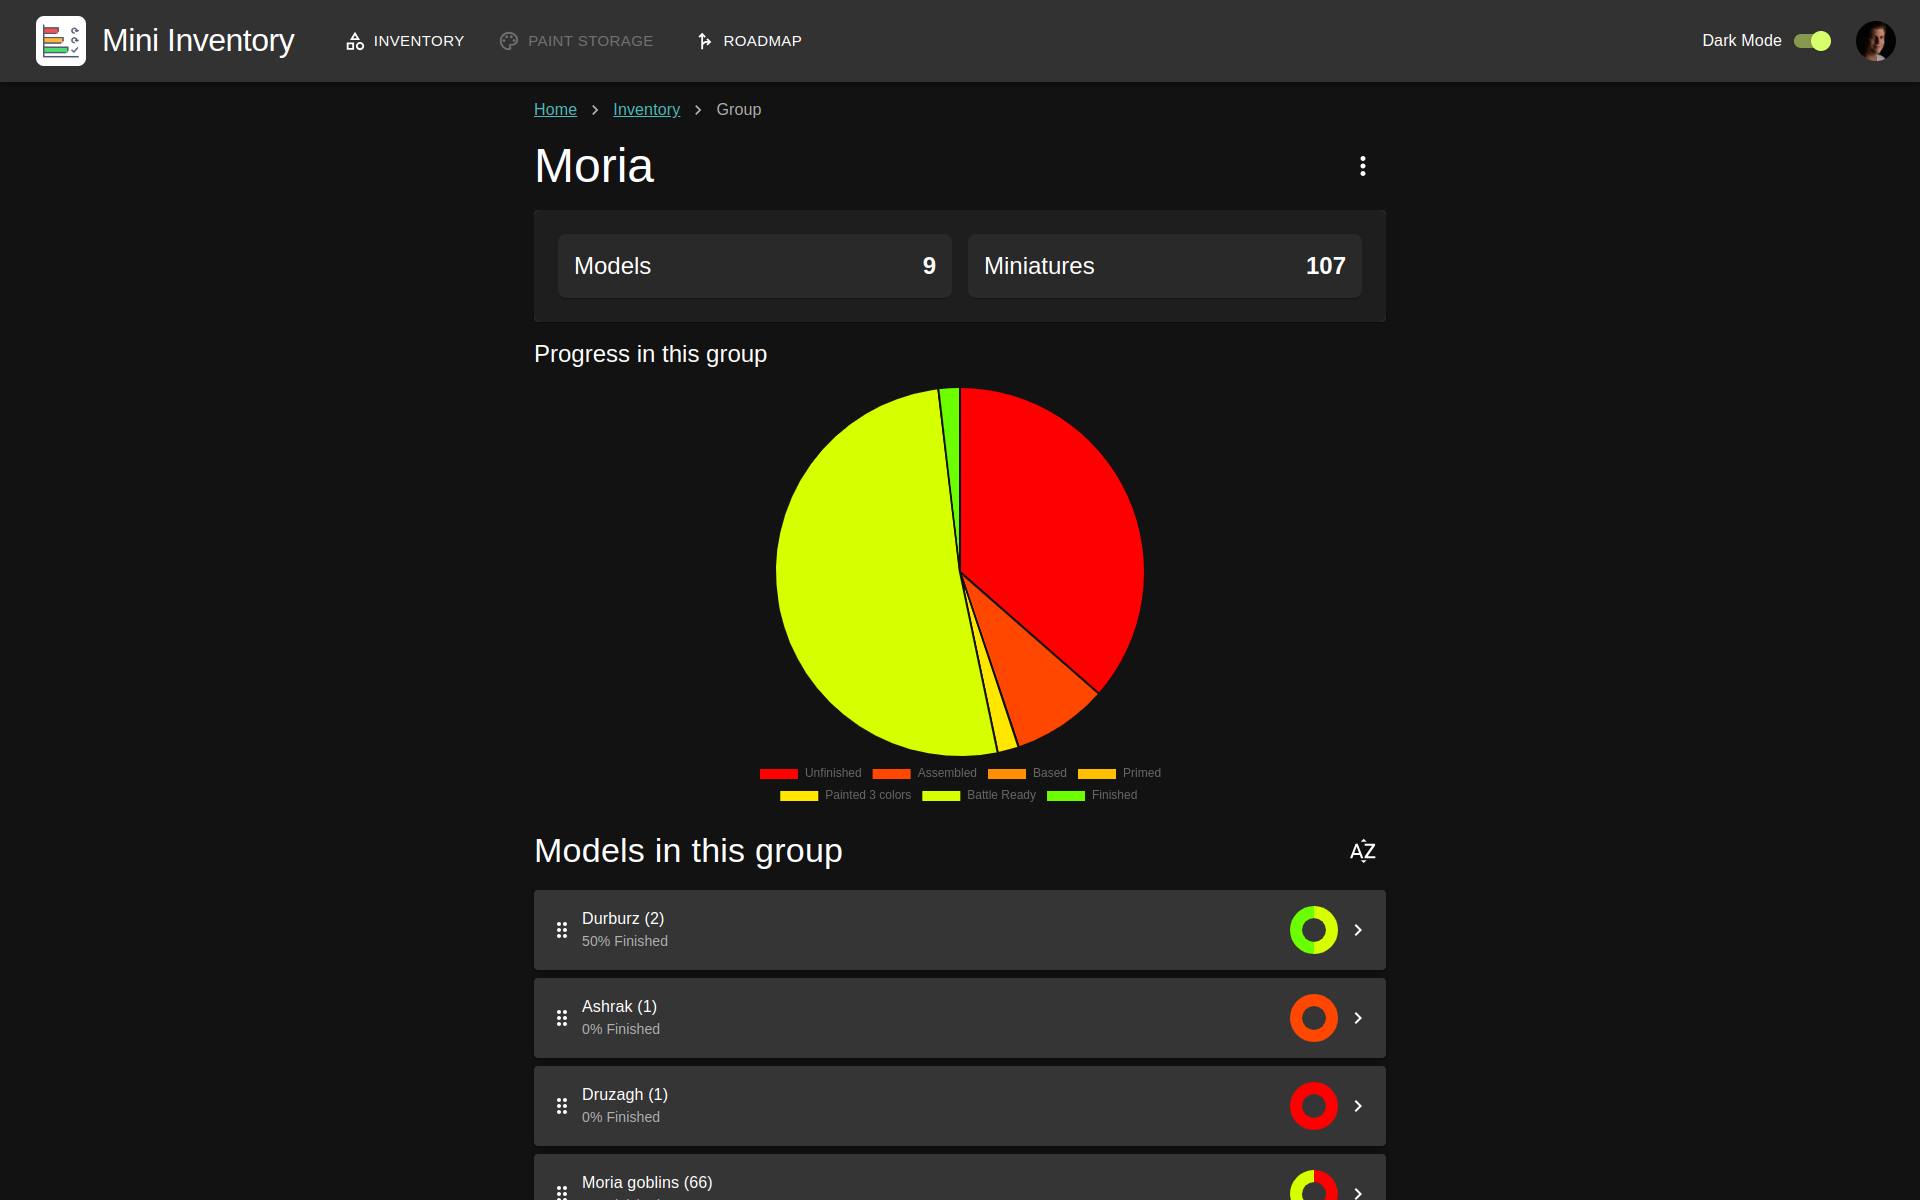 Mini Inventory
INVENTORY
PAINT STORAGE
ROADMAP
Dark Mode
Home
Inventory
Group
Moria
Models 9
Miniatures 107
Progress in this group
Unfinished Assembled Based Primed
Painted 3 colors Battle Ready Finished
Models in this group
AZ
Durburz (2)
50% Finished
Ashrak (1)
0% Finished
Druzagh (1)
0% Finished
Moria goblins (66)